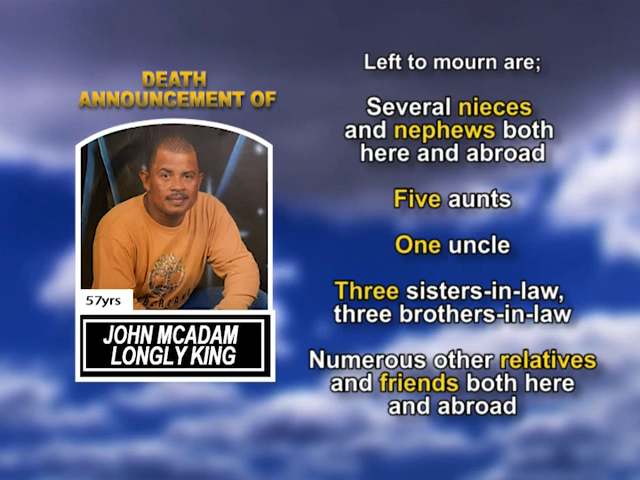 DEATH
ANNOUNCEMENT OF
57yrs
JOHN MCADAM
LONGLY KING
Left to mourn are;
Several nieces
and nephews both
here and abroad
Five aunts
One uncle
Three sisters-in-law,
three brothers-in-law
Numerous other relatives
and friends both here
and abroad